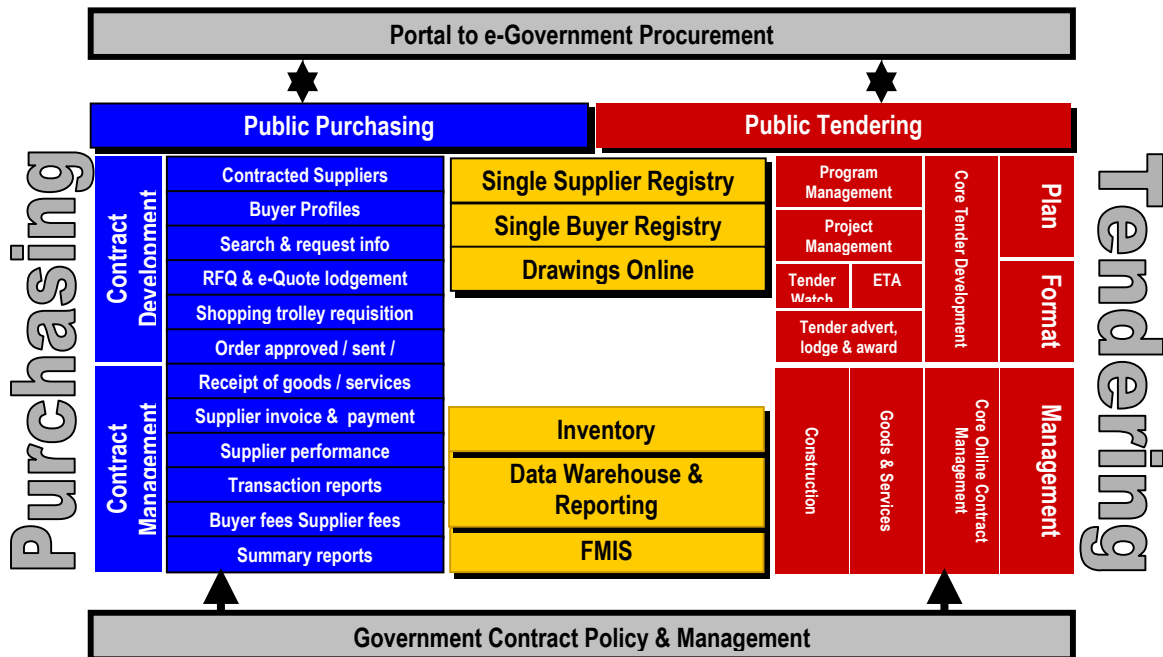 Portal to e-Government Procurement
Public Purchasing
Public Tendering
Purchasing
Contract
Development
Contract
Management
Contracted Suppliers
Buyer Profiles
Search & request info
RFQ & e-Quote lodgement
Shopping trolley requisition
Order approved / sent /
Receipt of goods / services
Supplier invoice & payment
Supplier performance
Transaction reports
Buyer fees Supplier fees
Summary reports
Single Supplier Registry
Single Buyer Registry
Drawings Online
Inventory
Data Warehouse &
Reporting
FMIS
Program
Management
Project
Management
Tender
Watch
ETA
Tender advert,
lodge & award
Core Tender Development
Plan
Format
Construction
Goods & Services
Core Online Contract
Management
Management
Tendering
Government Contract Policy & Management